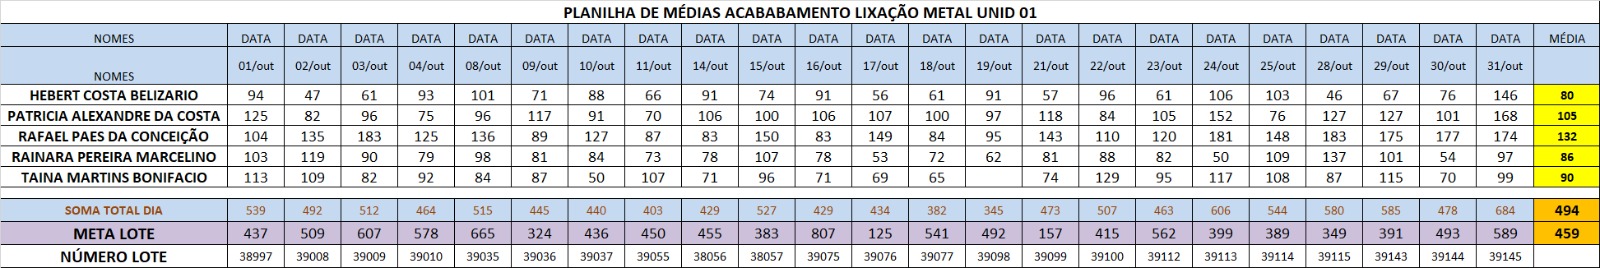 PLANILHA DE MÉDIAS ACABABAMENTO LIXAÇÃO METAL UNID 01
NOMES DATA DATA DATA DATA DATA DATA DATA DATA DATA DATA DATA DATA DATA DATA DATA DATA DATA DATA DATA DATA DATA DATA DATA MÉDIA
NOMES 01/out 02/out 03/out 04/out 08/out 09/out 10/out 11/out 14/out 15/out 16/out 17/out 18/out 19/out 21/out 22/out 23/out 24/out 25/out 28/out 29/out 30/out 31/out
HEBERT COSTA BELIZARIO 94 47 61 93 101 71 88 66 91 74 91 56 61 91 57 96 61 106 103 46 67 76 146 80
PATRICIA ALEXANDRE DA COSTA 125 82 96 75 96 117 91 70 106 100 106 107 100 97 118 84 105 152 76 127 127 101 168 105
RAFAEL PAES DA CONCEIÇÃO 104 135 183 125 136 89 127 87 83 150 83 149 84 95 143 110 120 181 148 183 175 177 174 132
RAINARA PEREIRA MARCELINO 103 119 90 79 98 81 84 73 78 107 78 53 72 62 81 88 82 50 109 137 101 54 97 86
TAINA MARTINS BONIFACIO 113 109 82 92 84 87 50 107 71 96 71 69 65 74 129 95 117 108 87 115 70 99 90
SOMA TOTAL DIA 539 492 512 464 515 445 440 403 429 527 429 434 382 345 473 507 463 606 544 580 585 478 684 494
META LOTE 437 509 607 578 665 324 436 450 455 383 807 125 541 492 157 415 562 399 389 349 391 493 589 459
NÚMERO LOTE 38997 39008 39009 39010 39035 39036 39037 39055 38056 38057 39075 39076 39077 39098 39099 39100 39112 39113 39114 39115 39143 39144 39145